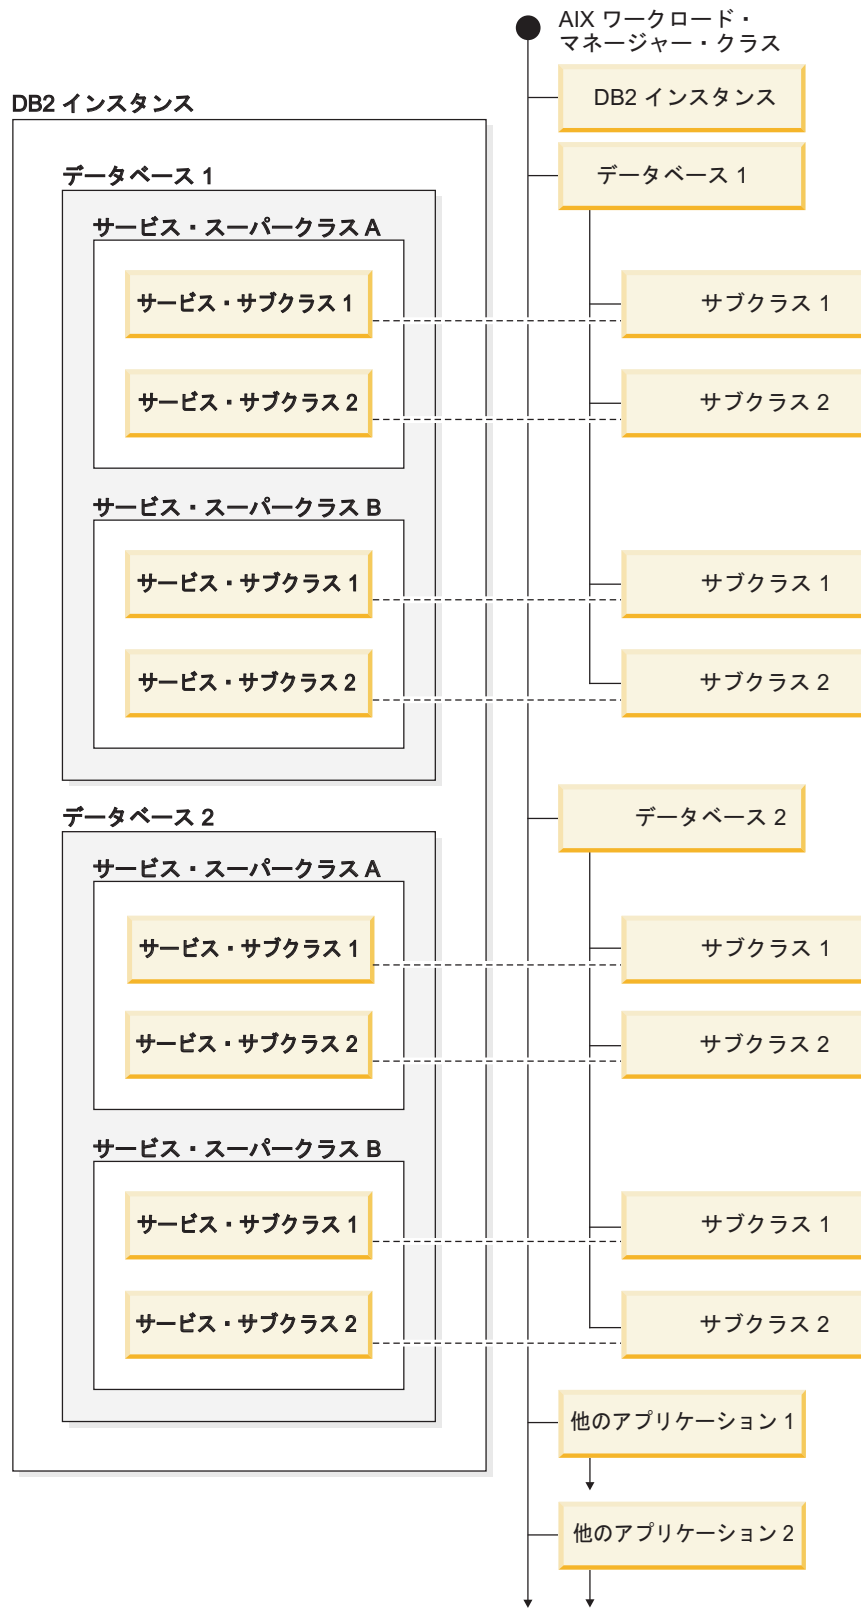 AIX ワークロード・
マネージャー・クラス
DB2 インスタンス
DB2 インスタンス
データベース 1
データベース 1
サービス・スーパークラス A
サービス・サブクラス 1
サブクラス 1
サービス・サブクラス 2
サブクラス 2
サービス・スーパークラス B
サービス・サブクラス 1
サブクラス 1
サービス・サブクラス 2
サブクラス 2
データベース 2
データベース 2
サービス・スーパークラス A
サービス・サブクラス 1
サブクラス 1
サービス・サブクラス 2
サブクラス 2
サービス・スーパークラス B
サービス・サブクラス 1
サブクラス 1
サービス・サブクラス 2
サブクラス 2
他のアプリケーション 1
他のアプリケーション 2